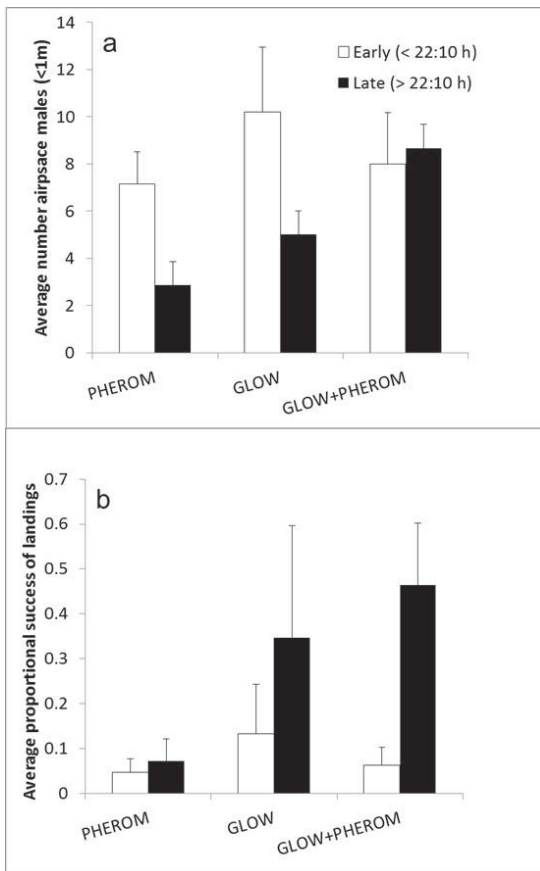 a
Early (< 22:10 h)
Late (> 22:10 h)
Average number airpsace males (<1m)
14
12
10
8
6
4
2
0
PHEROM
GLOW
GLOW+PHEROM
b
Average proportional success of landings
0.7
0.6
0.5
0.4
0.3
0.2
0.1
0
PHEROM
GLOW
GLOW+PHEROM